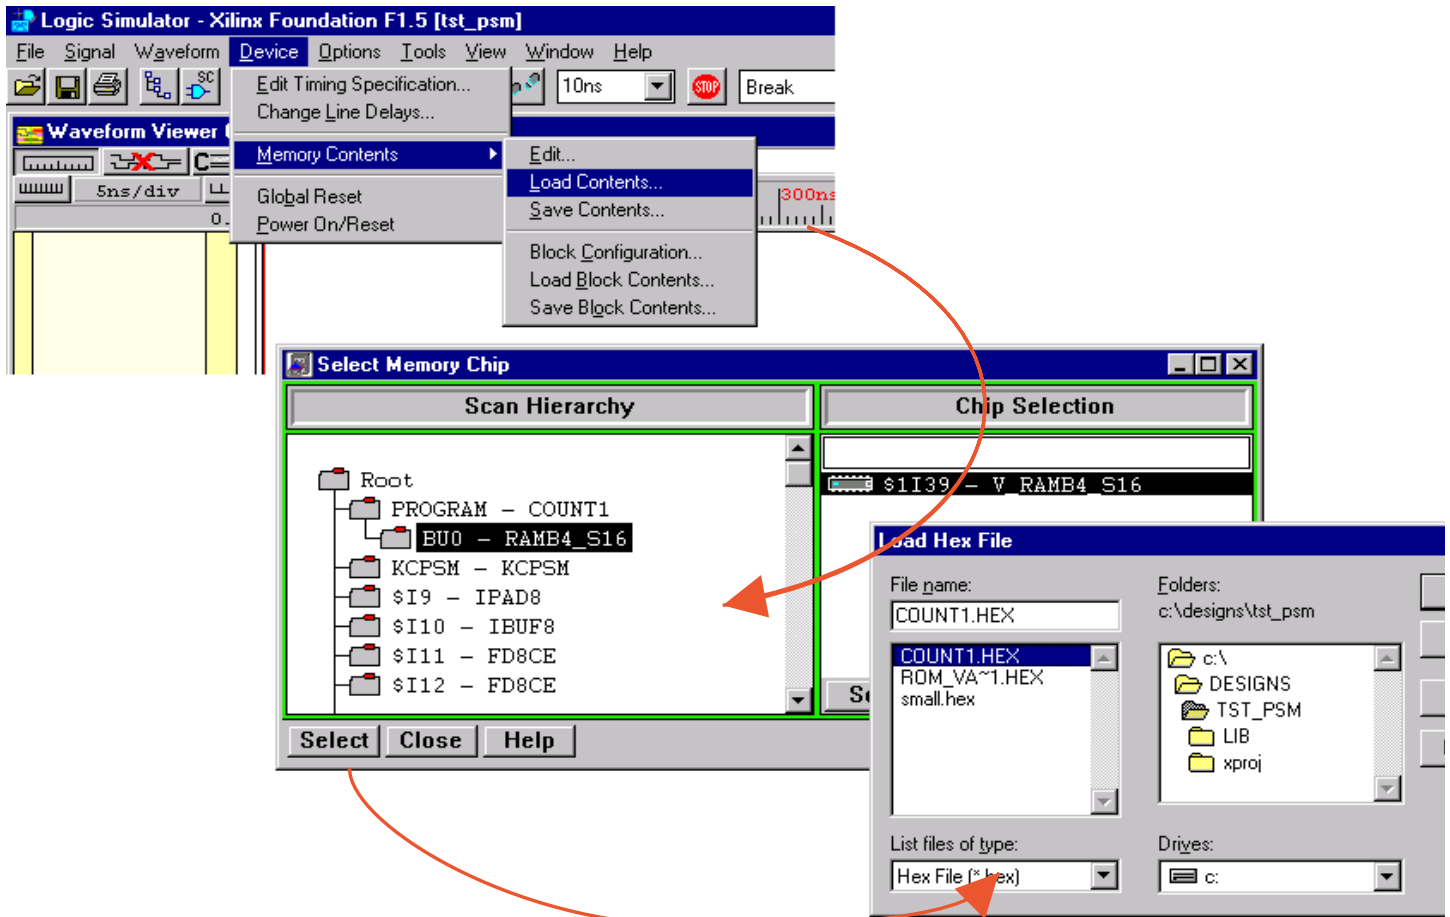 Logic Simulator - Xilinx Foundation F1.5 [tst_psm]
File Signal Waveform Device Options Tools View Window Help
SC 10ns STOP Break
Edit Timing Specification...
Change Line Delays...
Memory Contents
Global Reset
Power On/Reset
Edit...
Load Contents...
Save Contents...
Block Configuration...
Load Block Contents...
Save Block Contents...
Waveform Viewer
5ns/div
0.
300ns
Select Memory Chip
Scan Hierarchy
Root
PROGRAM - COUNT1
BU0 - RAMB4_S16
KCPSM - KCPSM
$I9 - IPAD8
$I10 - IBUF8
$I11 - FD8CE
$I12 - FD8CE
Select Close Help
Chip Selection
$1I39 - V_RAMB4_S16
Load Hex File
File name:
COUNT1.HEX
COUNT1.HEX
ROM_VA~1.HEX
small.hex
List files of type:
Hex File (*.hex)
Folders:
c:\designs\tst_psm
c:\
DESIGNS
TST_PSM
LIB
xproj
Drives:
c: